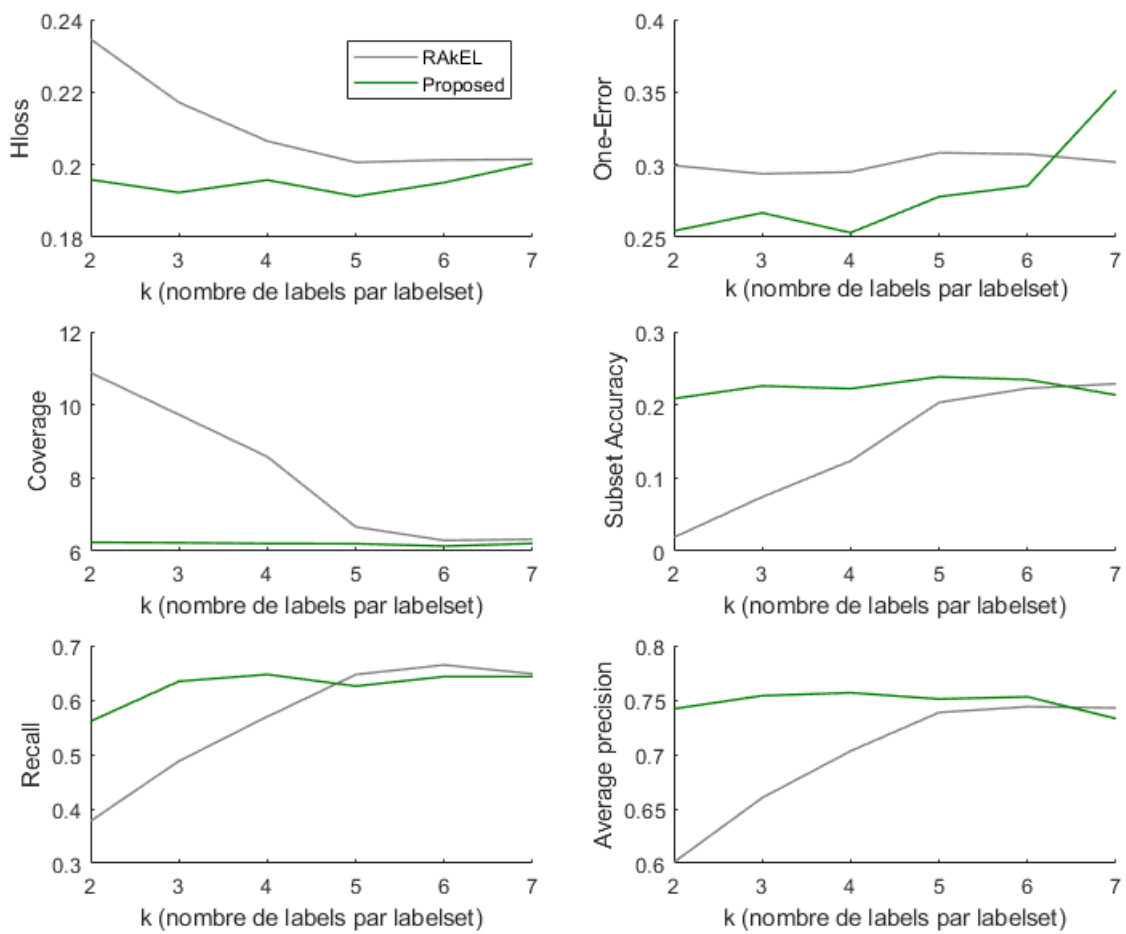 0.24
0.22
0.2
0.18
Hloss
RAkEL
Proposed
2 3 4 5 6 7
k (nombre de labels par labelset)
0.4
0.35
0.3
0.25
One-Error
2 3 4 5 6 7
k (nombre de labels par labelset)
12
10
8
6
Coverage
2 3 4 5 6 7
k (nombre de labels par labelset)
0.3
0.2
0.1
0
Subset Accuracy
2 3 4 5 6 7
k (nombre de labels par labelset)
0.7
0.6
0.5
0.4
0.3
Recall
2 3 4 5 6 7
k (nombre de labels par labelset)
0.8
0.75
0.7
0.65
0.6
Average precision
2 3 4 5 6 7
k (nombre de labels par labelset)